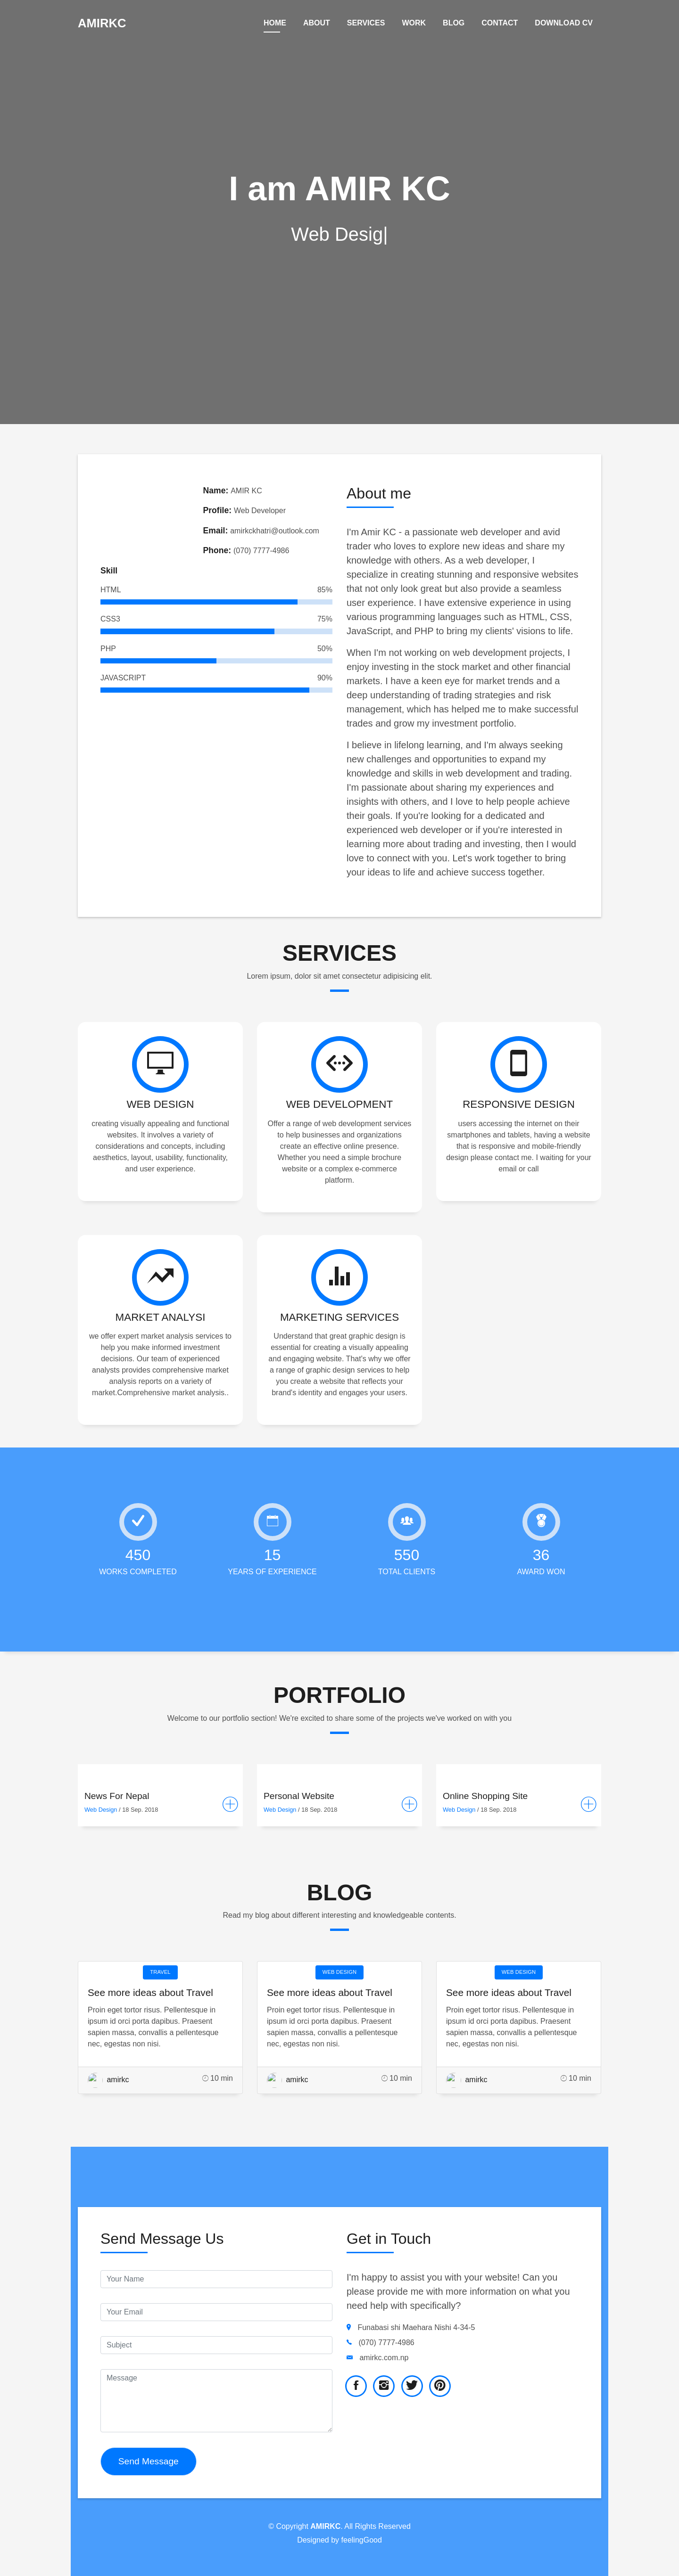 AMIRKC
HOME ABOUT SERVICES WORK BLOG CONTACT DOWNLOAD CV
I am AMIR KC
Web Desig|
Name: AMIR KC
Profile: Web Developer
Email: amirkckhatri@outlook.com
Phone: (070) 7777-4986
Skill
HTML 85%
CSS3 75%
PHP 50%
JAVASCRIPT 90%
About me
I'm Amir KC - a passionate web developer and avid
trader who loves to explore new ideas and share my
knowledge with others. As a web developer, I
specialize in creating stunning and responsive websites
that not only look great but also provide a seamless
user experience. I have extensive experience in using
various programming languages such as HTML, CSS,
JavaScript, and PHP to bring my clients' visions to life.
When I'm not working on web development projects, I
enjoy investing in the stock market and other financial
markets. I have a keen eye for market trends and a
deep understanding of trading strategies and risk
management, which has helped me to make successful
trades and grow my investment portfolio.
I believe in lifelong learning, and I'm always seeking
new challenges and opportunities to expand my
knowledge and skills in web development and trading.
I'm passionate about sharing my experiences and
insights with others, and I love to help people achieve
their goals. If you're looking for a dedicated and
experienced web developer or if you're interested in
learning more about trading and investing, then I would
love to connect with you. Let's work together to bring
your ideas to life and achieve success together.
SERVICES
Lorem ipsum, dolor sit amet consectetur adipisicing elit.
WEB DESIGN
creating visually appealing and functional
websites. It involves a variety of
considerations and concepts, including
aesthetics, layout, usability, functionality,
and user experience.
WEB DEVELOPMENT
Offer a range of web development services
to help businesses and organizations
create an effective online presence.
Whether you need a simple brochure
website or a complex e-commerce
platform.
RESPONSIVE DESIGN
users accessing the internet on their
smartphones and tablets, having a website
that is responsive and mobile-friendly
design please contact me. I waiting for your
email or call
MARKET ANALYSI
we offer expert market analysis services to
help you make informed investment
decisions. Our team of experienced
analysts provides comprehensive market
analysis reports on a variety of
market.Comprehensive market analysis..
MARKETING SERVICES
Understand that great graphic design is
essential for creating a visually appealing
and engaging website. That's why we offer
a range of graphic design services to help
you create a website that reflects your
brand's identity and engages your users.
450
WORKS COMPLETED
15
YEARS OF EXPERIENCE
550
TOTAL CLIENTS
36
AWARD WON
PORTFOLIO
Welcome to our portfolio section! We're excited to share some of the projects we've worked on with you
News For Nepal
Web Design / 18 Sep. 2018
Personal Website
Web Design / 18 Sep. 2018
Online Shopping Site
Web Design / 18 Sep. 2018
BLOG
Read my blog about different interesting and knowledgeable contents.
TRAVEL
See more ideas about Travel
Proin eget tortor risus. Pellentesque in
ipsum id orci porta dapibus. Praesent
sapien massa, convallis a pellentesque
nec, egestas non nisi.
amirkc 10 min
WEB DESIGN
See more ideas about Travel
Proin eget tortor risus. Pellentesque in
ipsum id orci porta dapibus. Praesent
sapien massa, convallis a pellentesque
nec, egestas non nisi.
amirkc 10 min
WEB DESIGN
See more ideas about Travel
Proin eget tortor risus. Pellentesque in
ipsum id orci porta dapibus. Praesent
sapien massa, convallis a pellentesque
nec, egestas non nisi.
amirkc 10 min
Send Message Us
Your Name
Your Email
Subject
Message
Send Message
Get in Touch
I'm happy to assist you with your website! Can you
please provide me with more information on what you
need help with specifically?
Funabasi shi Maehara Nishi 4-34-5
(070) 7777-4986
amirkc.com.np
© Copyright AMIRKC. All Rights Reserved
Designed by feelingGood